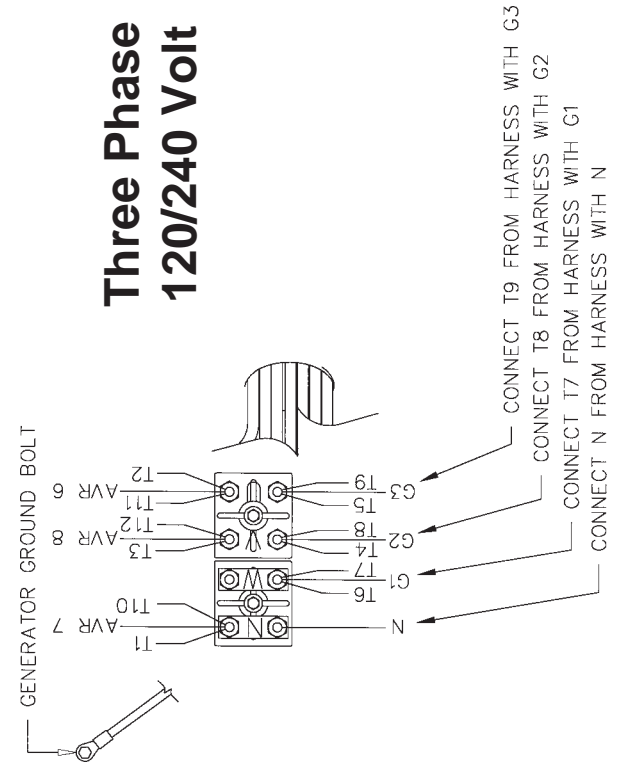 Three Phase
120/240 Volt
GENERATOR GROUND BOLT
T2
AVR 6
T11
T12
AVR 8
T3
T10
AVR 7
T1
T9
G3
T5
T8
G2
T4
T7
G1
T6
N
V
W
N
CONNECT T9 FROM HARNESS WITH G3
CONNECT T8 FROM HARNESS WITH G2
CONNECT T7 FROM HARNESS WITH G1
CONNECT N FROM HARNESS WITH N